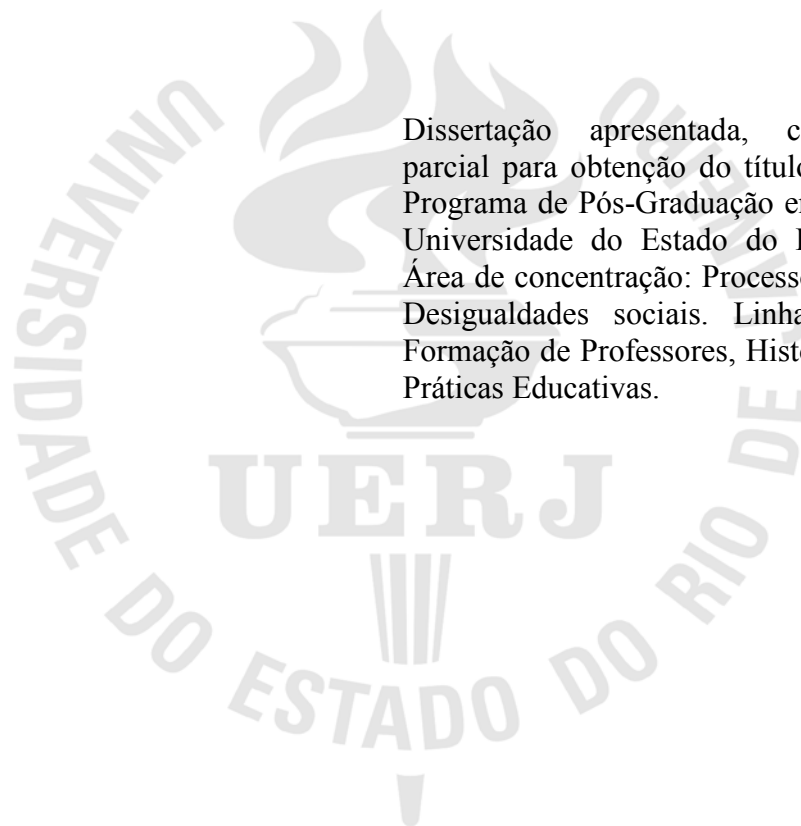 Dissertação apresentada, c
parcial para obtenção do título
Programa de Pós-Graduação e
Universidade do Estado do
Área de concentração: Process
Desigualdades sociais. Linha
Formação de Professores, Hist
Práticas Educativas.
UERJ
UNIVERSIDADE DO ESTADO DO RIO DE